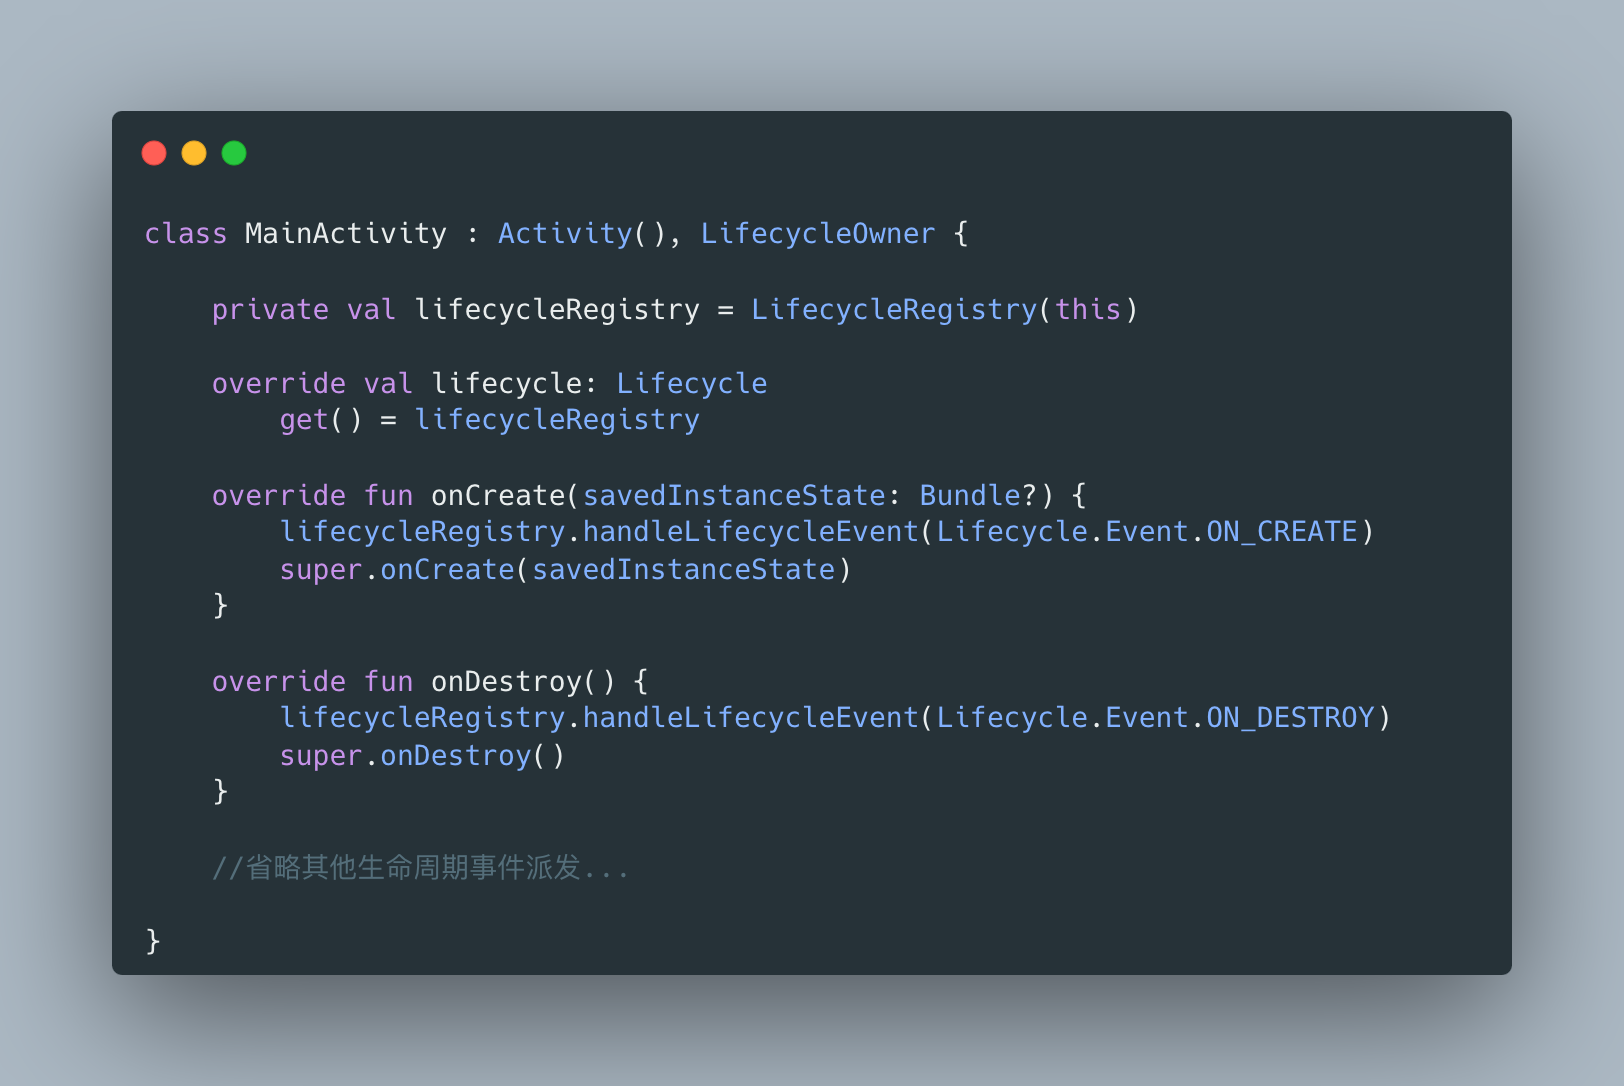 class MainActivity : Activity(), LifecycleOwner {
    private val lifecycleRegistry = LifecycleRegistry(this)
    override val lifecycle: Lifecycle
        get() = lifecycleRegistry
    override fun onCreate(savedInstanceState: Bundle?) {
        lifecycleRegistry.handleLifecycleEvent(Lifecycle.Event.ON_CREATE)
        super.onCreate(savedInstanceState)
    }
    override fun onDestroy() {
        lifecycleRegistry.handleLifecycleEvent(Lifecycle.Event.ON_DESTROY)
        super.onDestroy()
    }
    //省略其他生命周期事件派发...
}